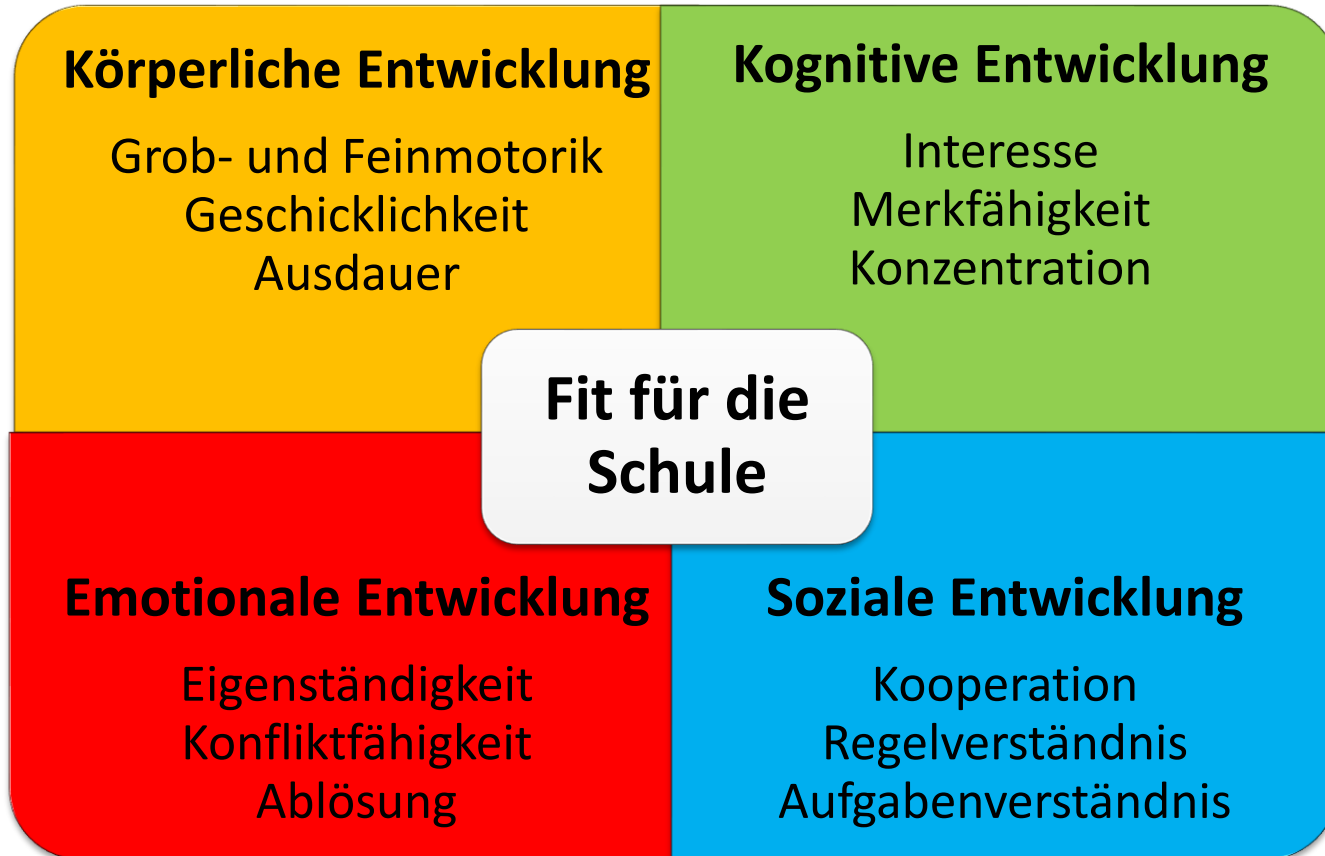 Körperliche Entwicklung
Grob- und Feinmotorik
Geschicklichkeit
Ausdauer
Kognitive Entwicklung
Interesse
Merkfähigkeit
Konzentration
Fit für die
Schule
Emotionale Entwicklung
Eigenständigkeit
Konfliktfähigkeit
Ablösung
Soziale Entwicklung
Kooperation
Regelverständnis
Aufgabenverständnis